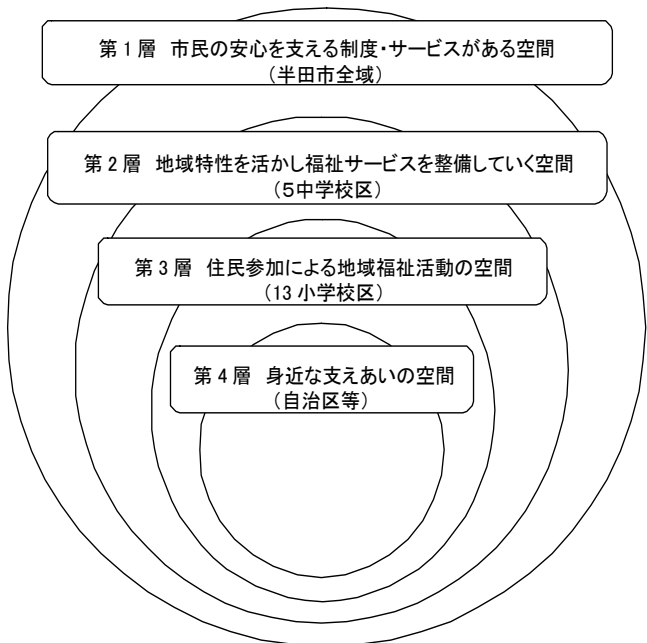 第1層 市民の安心を支える制度・サービスがある空間
(半田市全域)
第2層 地域特性を活かし福祉サービスを整備していく空間
(5中学校区)
第3層 住民参加による地域福祉活動の空間
(13小学校区)
第4層 身近な支えあいの空間
(自治区等)